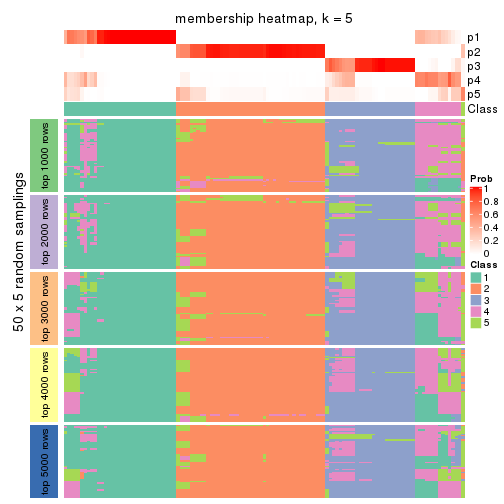 membership heatmap, k = 5
p1
p2
p3
p4
p5
Class
50 x 5 random samplings
top 1000 rows
top 2000 rows
top 3000 rows
top 4000 rows
top 5000 rows
Prob
1
0.8
0.6
0.4
0.2
0
Class
1
2
3
4
5